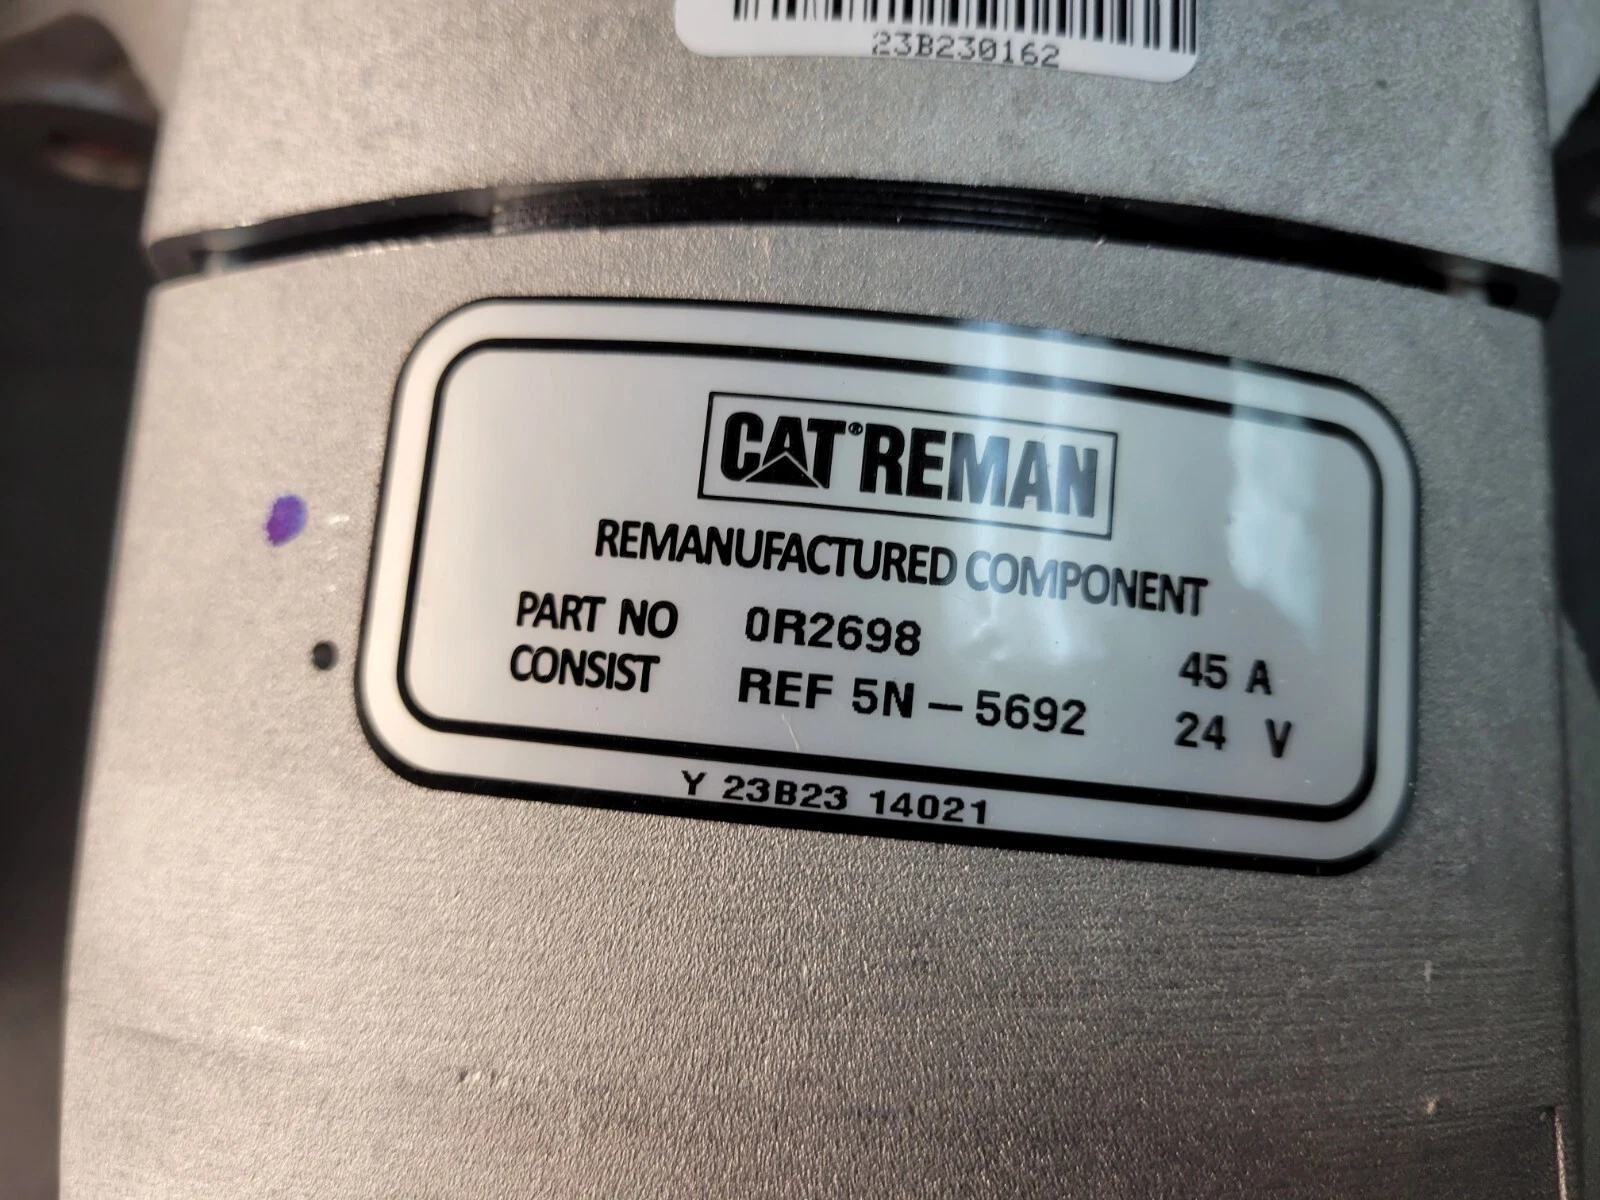 23B230162
CAT® REMAN
REMANUFACTURED COMPONENT
PART NO 0R2698 45 A
CONSIST REF 5N-5692 24 V
Y 23B23 14021